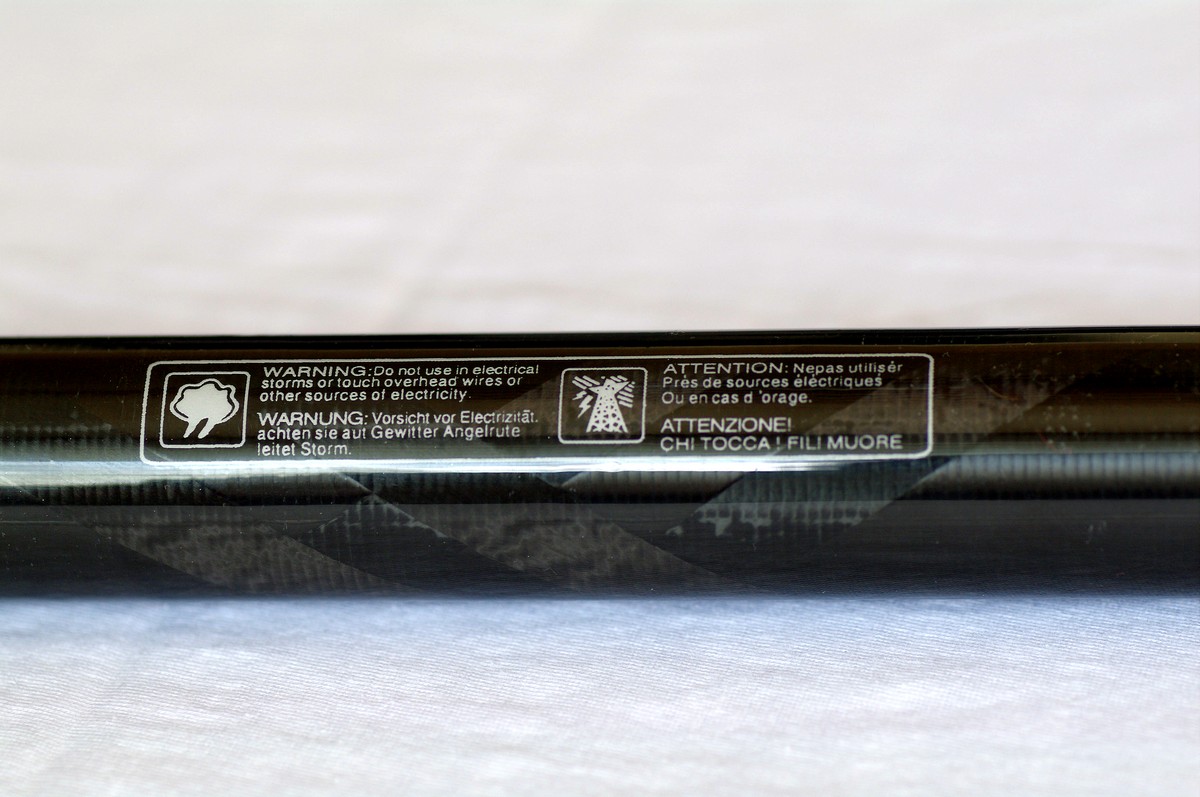 WARNING: Do not use in electrical
storms or touch overhead wires or
other sources of electricity.
WARNUNG: Vorsicht vor Electrizität.
achten sie aut Gewitter Angelrute
leitet Storm.
ATTENTION: Nepas utilisér
Près de sources électriques
Ou en cas d 'orage.
ATTENZIONE!
CHI TOCCA I FILI MUORE